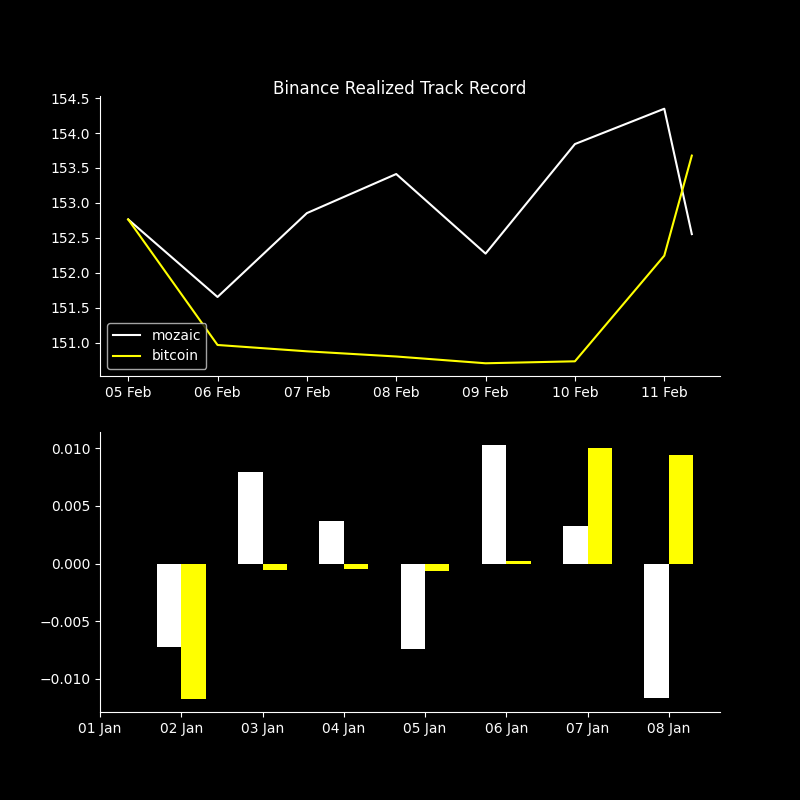 Binance Realized Track Record
154.5
154.0
153.5
153.0
152.5
152.0
151.5
151.0
mozaic
bitcoin
05 Feb 06 Feb 07 Feb 08 Feb 09 Feb 10 Feb 11 Feb
0.010
0.005
0.000
−0.005
−0.010
01 Jan 02 Jan 03 Jan 04 Jan 05 Jan 06 Jan 07 Jan 08 Jan